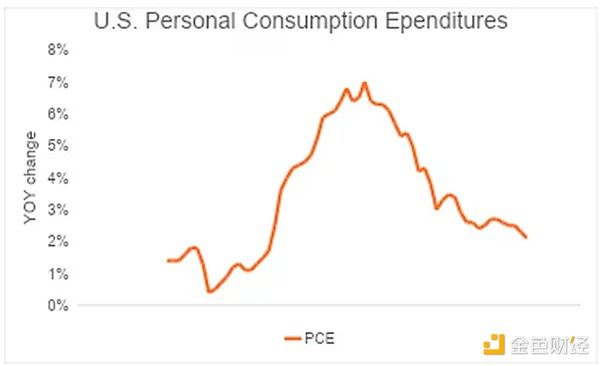 U.S. Personal Consumption Ependitures
8%
7%
6%
5%
4%
3%
2%
1%
0%
YOY change
PCE
金色财经